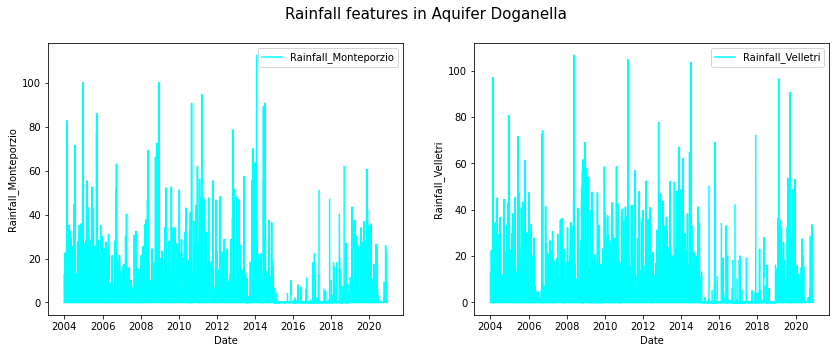 Rainfall features in Aquifer Doganella
Rainfall_Monteporzio
100
80
60
40
20
0
Rainfall_Monteporzio
2004 2006 2008 2010 2012 2014 2016 2018 2020
Date
Rainfall_Velletri
100
80
60
40
20
0
Rainfall_Velletri
2004 2006 2008 2010 2012 2014 2016 2018 2020
Date